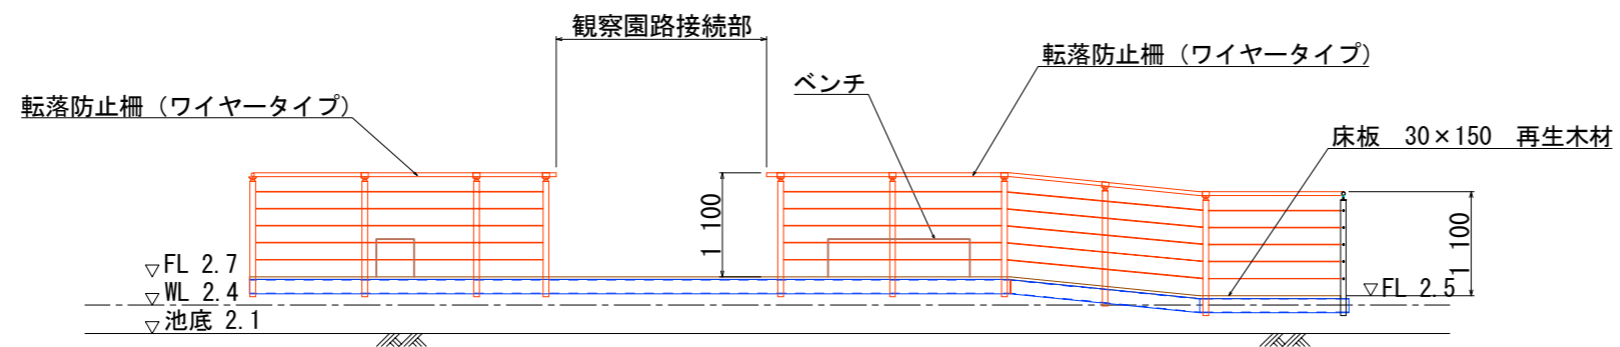 観察園路接続部
転落防止柵（ワイヤータイプ）
ベンチ
転落防止柵（ワイヤータイプ）
床板　30×150　再生木材
1 100
1 100
▽FL 2.7
▽WL 2.4
▽FL 2.5
▽池底 2.1